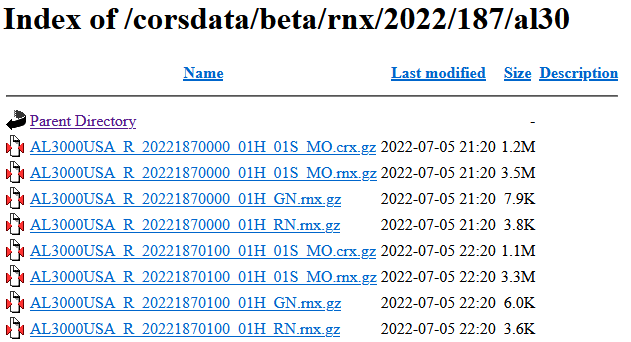 Index of /corsdata/beta/rnx/2022/187/al30
Name Last modified Size Description
Parent Directory -
AL3000USA_R_20221870000_01H_01S_MO.crx.gz 2022-07-05 21:20 1.2M
AL3000USA_R_20221870000_01H_01S_MO.rnx.gz 2022-07-05 21:20 3.5M
AL3000USA_R_20221870000_01H_GN.rnx.gz 2022-07-05 21:20 7.9K
AL3000USA_R_20221870000_01H_RN.rnx.gz 2022-07-05 21:20 3.8K
AL3000USA_R_20221870100_01H_01S_MO.crx.gz 2022-07-05 22:20 1.1M
AL3000USA_R_20221870100_01H_01S_MO.rnx.gz 2022-07-05 22:20 3.3M
AL3000USA_R_20221870100_01H_GN.rnx.gz 2022-07-05 22:20 6.0K
AL3000USA_R_20221870100_01H_RN.rnx.gz 2022-07-05 22:20 3.6K